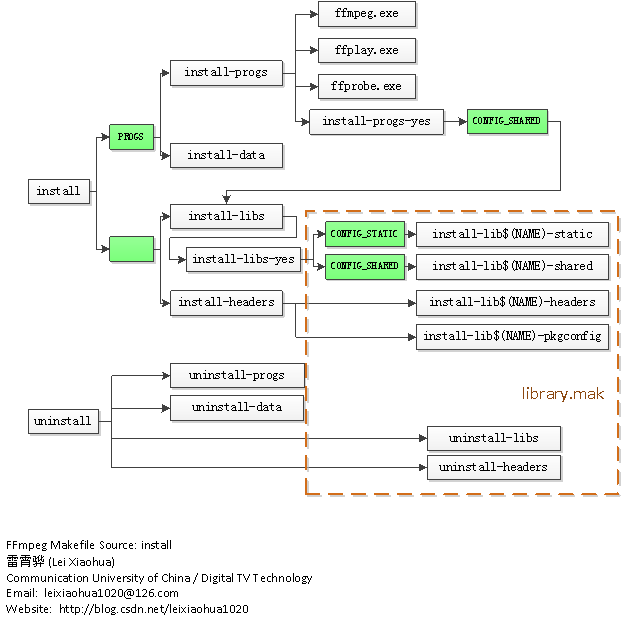 ffmpeg.exe
install-progs
ffplay.exe
ffprobe.exe
PROGS
install-progs-yes
CONFIG_SHARED
install-data
install
install-libs
CONFIG_STATIC
install-lib$(NAME)-static
install-libs-yes
CONFIG_SHARED
install-lib$(NAME)-shared
install-headers
install-lib$(NAME)-headers
install-lib$(NAME)-pkgconfig
uninstall-progs
library.mak
uninstall-data
uninstall
uninstall-libs
uninstall-headers
FFmpeg Makefile Source: install
雷霄骅 (Lei Xiaohua)
Communication University of China / Digital TV Technology
Email: leixiaohua1020@126.com
Website: http://blog.csdn.net/leixiaohua1020